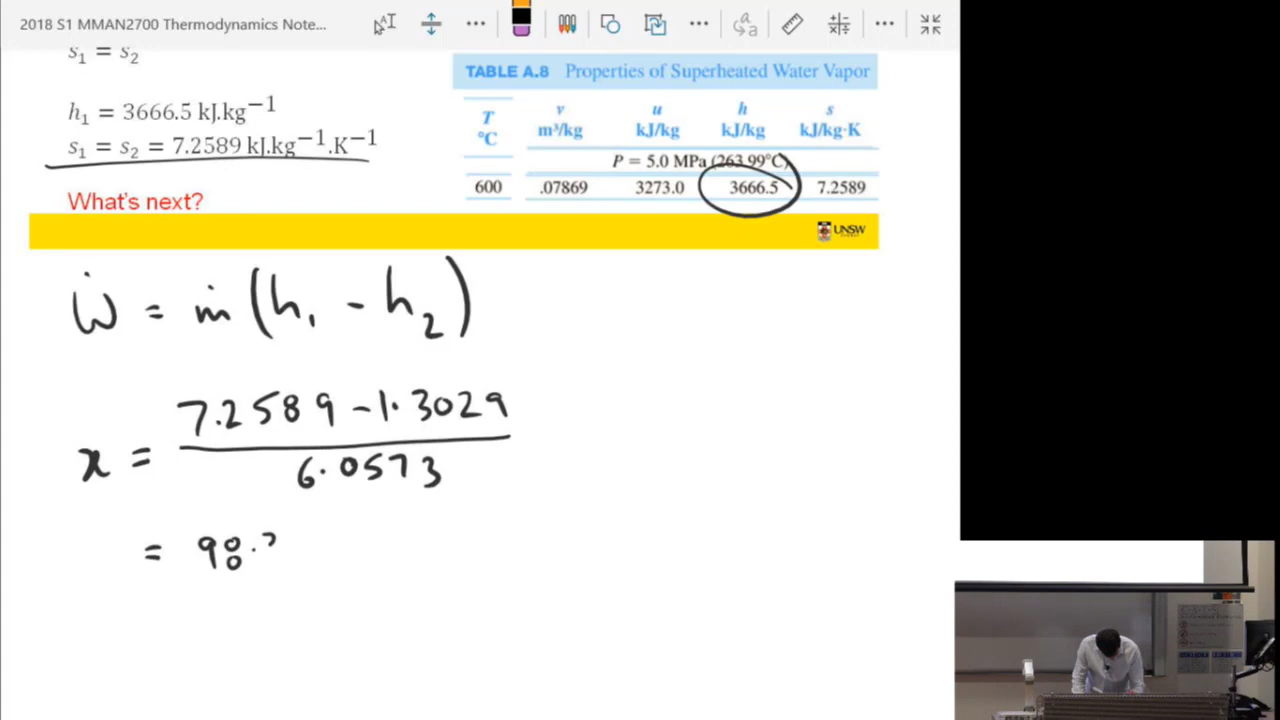 2018 S1 MMAN2700 Thermodynamics Note...
s₁ = s₂
h₁ = 3666.5 kJ.kg⁻¹
s₁ = s₂ = 7.2589 kJ.kg⁻¹.K⁻¹
What's next?
TABLE A.8 Properties of Superheated Water Vapor
T v u h s
°C m³/kg kJ/kg kJ/kg kJ/kg·K
P = 5.0 MPa (263.99°C)
600 .07869 3273.0 3666.5 7.2589
UNSW
Ẇ = ṁ(h₁ - h₂)
x = 7.2589 - 1.3029
6.0573
= 98.